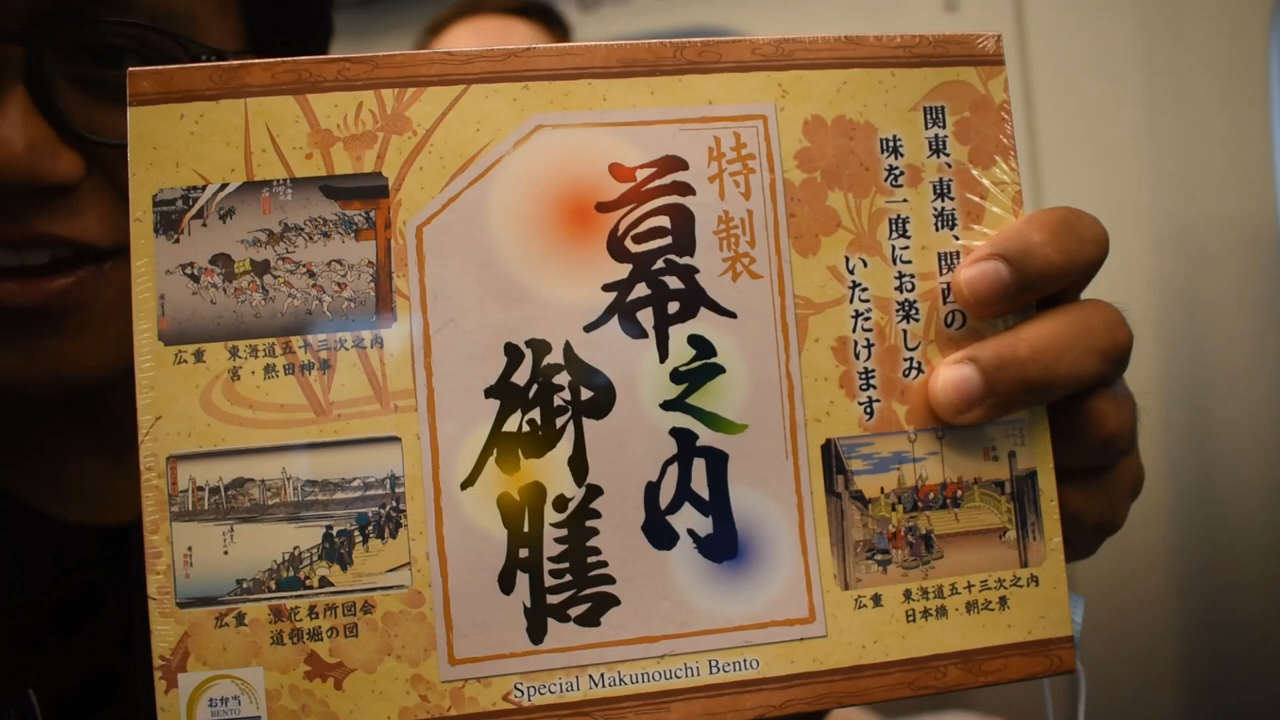 関東、東海、関西の
味を一度にお楽しみ
いただけます
特製
幕之内
御膳
広重 東海道五十三次之内
宮・熱田神事
広重 浪花名所図会
道頓堀の図
広重 東海道五十三次之内
日本橋・朝之景
Special Makunouchi Bento
お弁当
BENTO